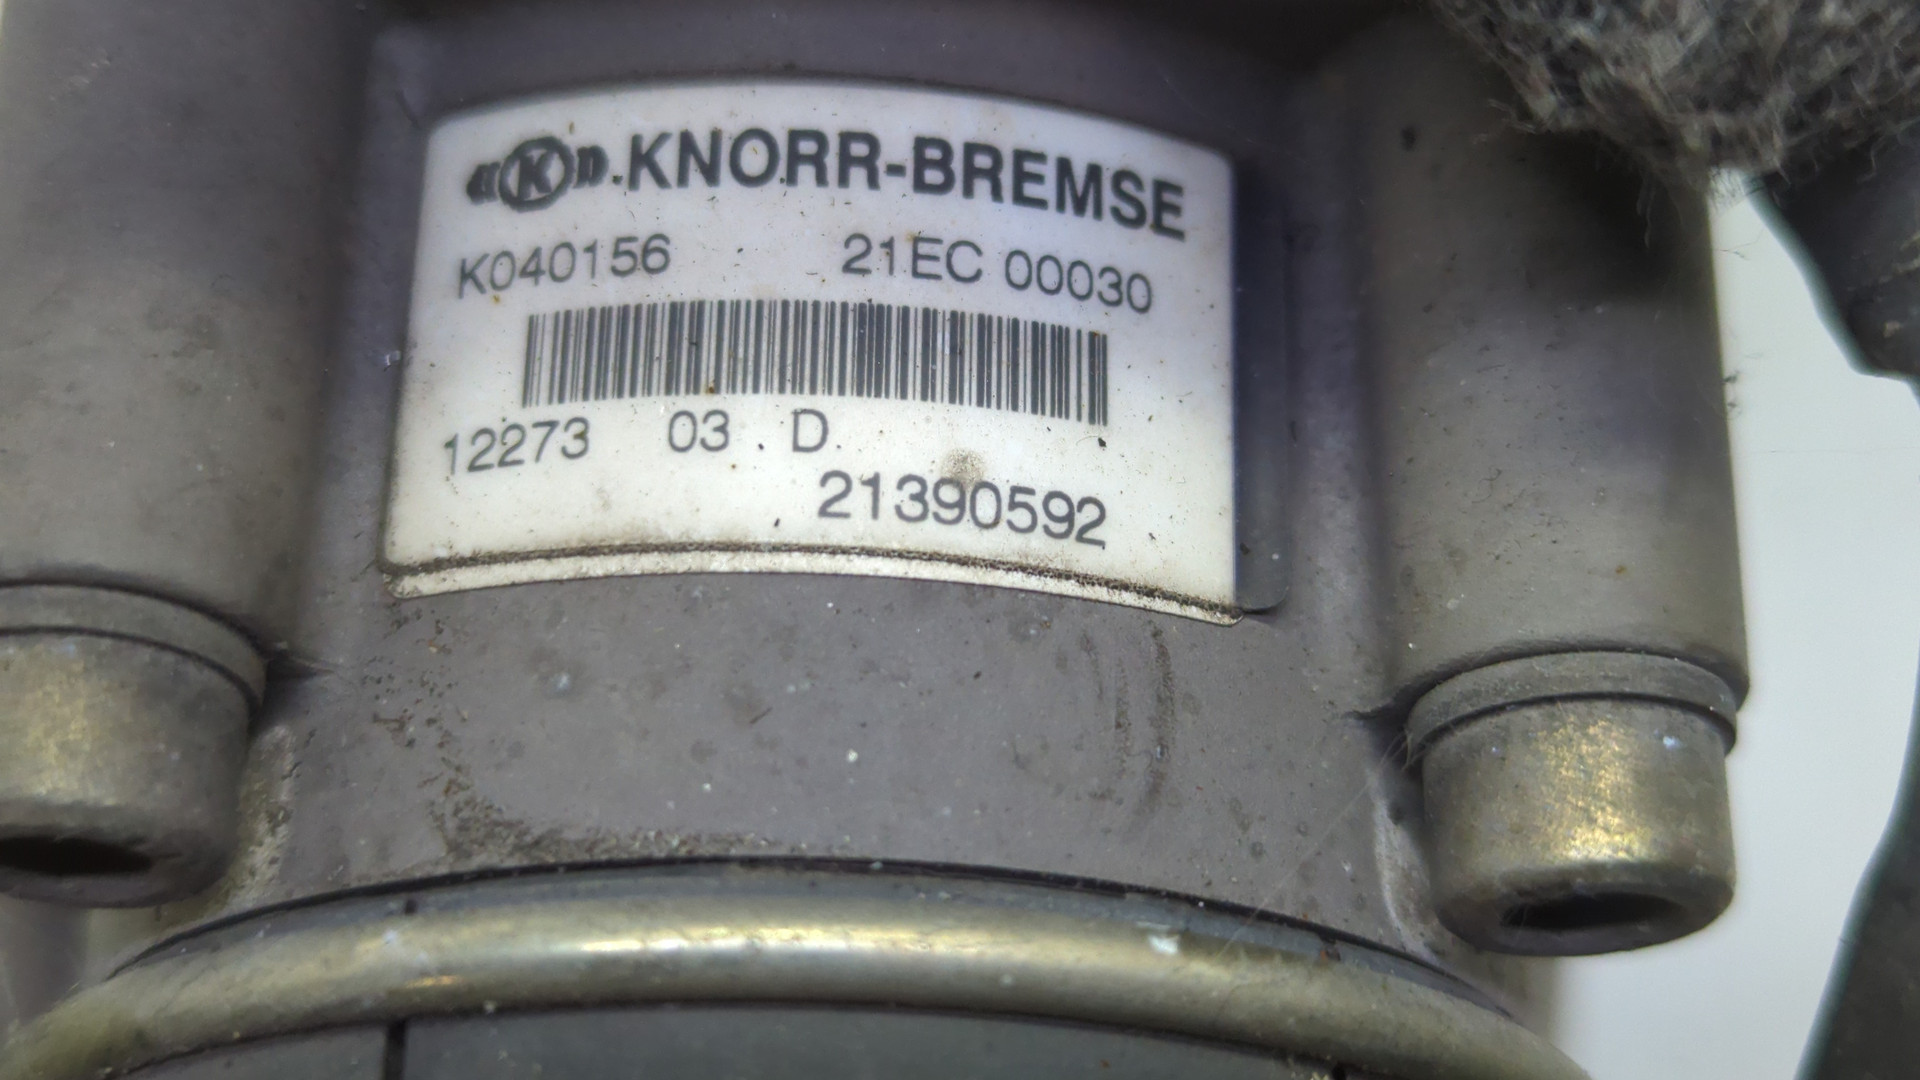 K .KNORR-BREMSE
K040156 21EC 00030
12273 03 D
21390592